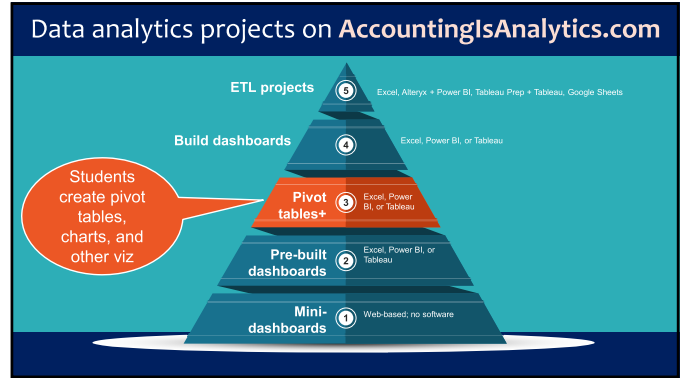 Data analytics projects on AccountingIsAnalytics.com
ETL projects
5
Excel, Alteryx + Power BI, Tableau Prep + Tableau, Google Sheets
Build dashboards
4
Excel, Power BI, or Tableau
Students
create pivot
tables,
charts, and
other viz
Pivot
tables+
3
Excel, Power
BI, or Tableau
Pre-built
dashboards
2
Excel, Power BI, or
Tableau
Mini-
dashboards
1
Web-based; no software